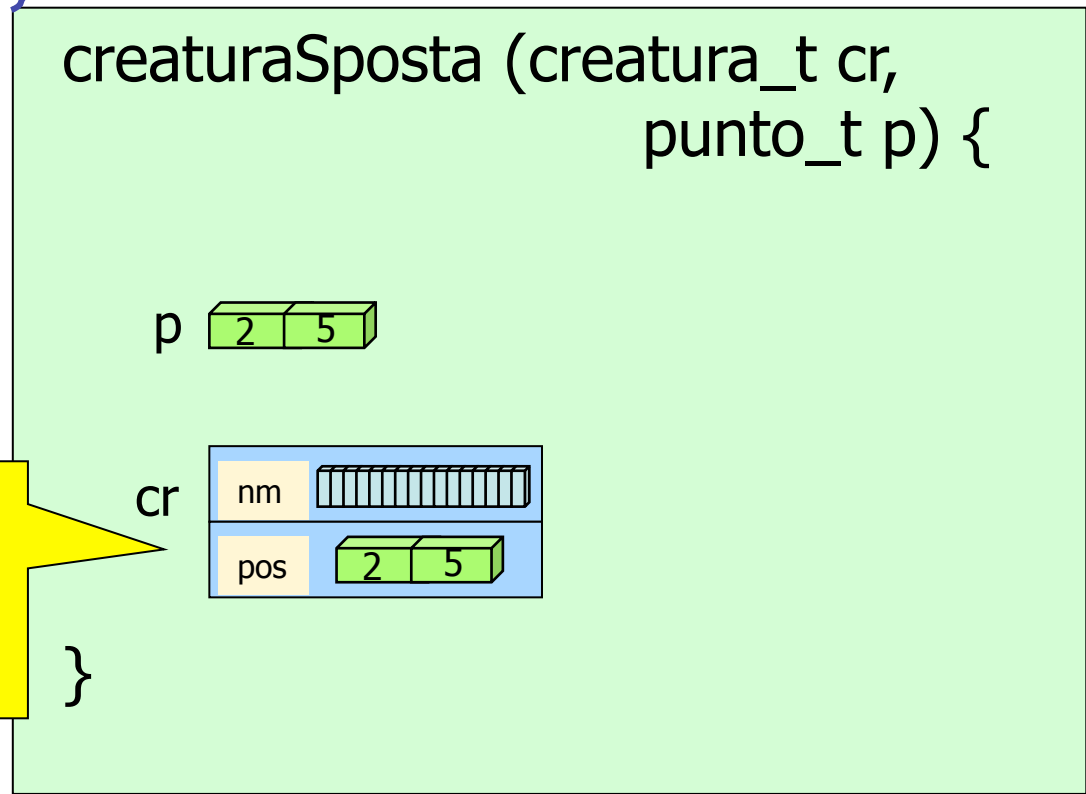 }
creaturaSposta (creatura_t cr,
punto_t p) {
p 2 5
cr nm
pos 2 5
}